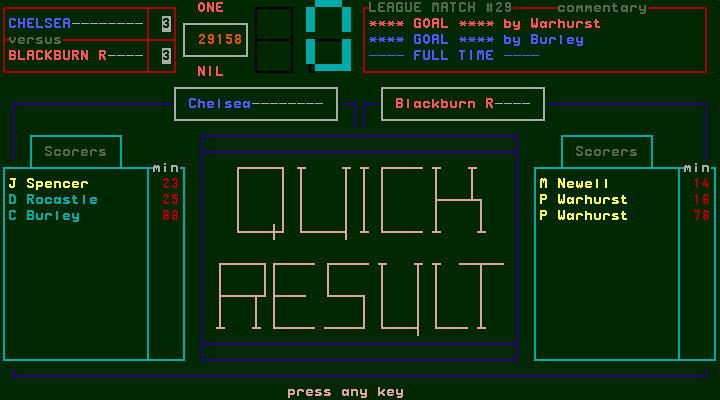 ONE
LEAGUE MATCH #29 commentary
CHELSEA 3
**** GOAL **** by Warhurst
versus
29158
0
**** GOAL **** by Burley
BLACKBURN R 3
---- FULL TIME ----
NIL
Chelsea
Blackburn R
Scorers
min
J Spencer 23
D Rocastle 25
C Burley 88
QUICK
RESULT
Scorers
min
M Newell 14
P Warhurst 16
P Warhurst 78
press any key